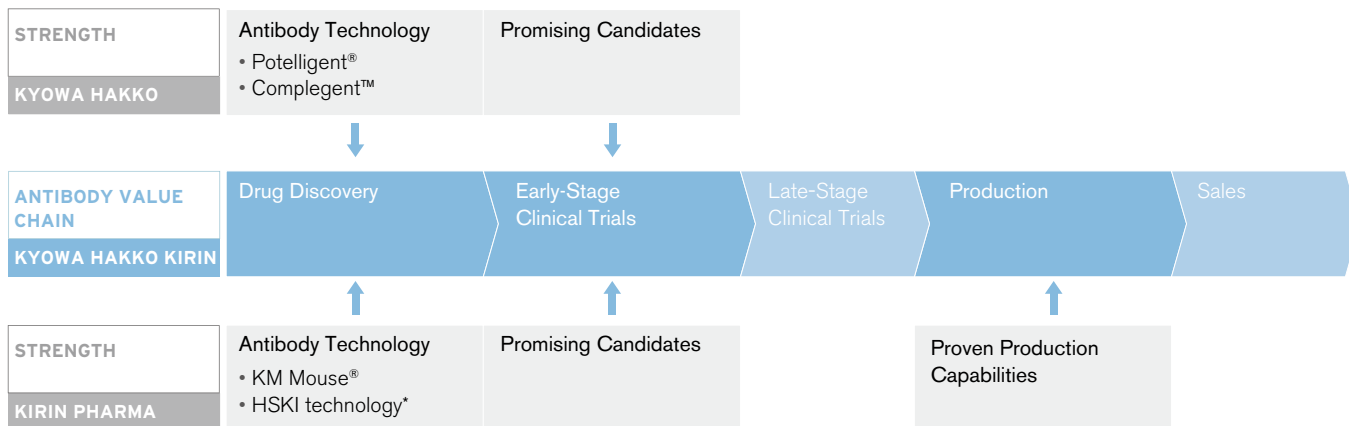 STRENGTH
KYOWA HAKKO
Antibody Technology
• Potelligent®
• Complegent™
Promising Candidates
ANTIBODY VALUE
CHAIN
KYOWA HAKKO KIRIN
Drug Discovery
Early-Stage
Clinical Trials
Late-Stage
Clinical Trials
Production
Sales
STRENGTH
KIRIN PHARMA
Antibody Technology
• KM Mouse®
• HSKI technology*
Promising Candidates
Proven Production
Capabilities